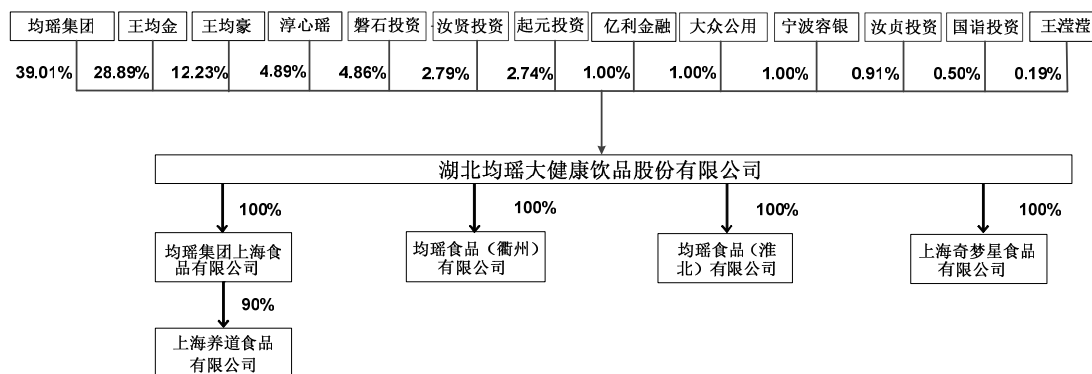 均瑶集团 王均金 王均豪 淳心瑶 磐石投资 汝贤投资 起元投资 亿利金融 大众公用 宁波容银 汝贞投资 国诣投资 王滢滢
39.01% 28.89% 12.23% 4.89% 4.86% 2.79% 2.74% 1.00% 1.00% 1.00% 0.91% 0.50% 0.19%
湖北均瑶大健康饮品股份有限公司
100% 100% 100% 100%
均瑶集团上海食
品有限公司
均瑶食品（衢州）
有限公司
均瑶食品（淮
北）有限公司
上海奇梦星食品
有限公司
90%
上海养道食品
有限公司